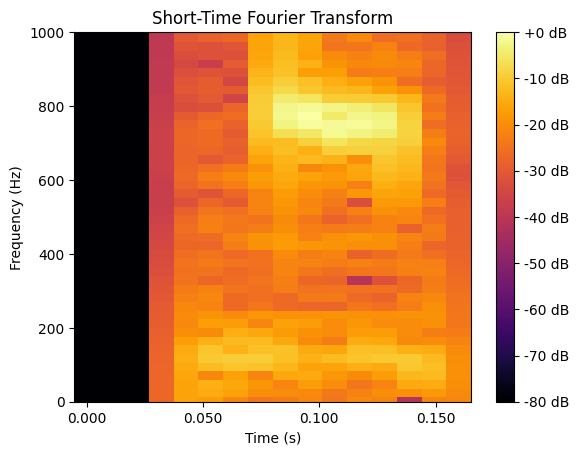 Short-Time Fourier Transform
1000
800
600
400
200
0
Frequency (Hz)
0.000
0.050
0.100
0.150
Time (s)
+0 dB
-10 dB
-20 dB
-30 dB
-40 dB
-50 dB
-60 dB
-70 dB
-80 dB